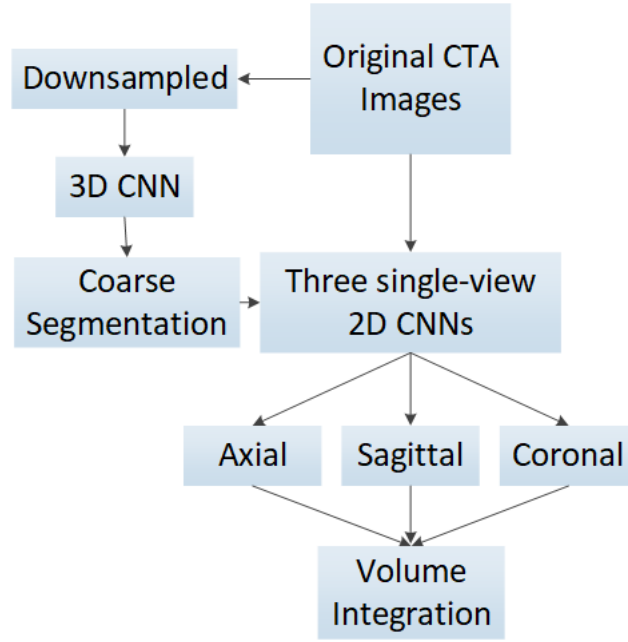 Original CTA
Images
Downsampled
3D CNN
Coarse
Segmentation
Three single-view
2D CNNs
Axial
Sagittal
Coronal
Volume
Integration